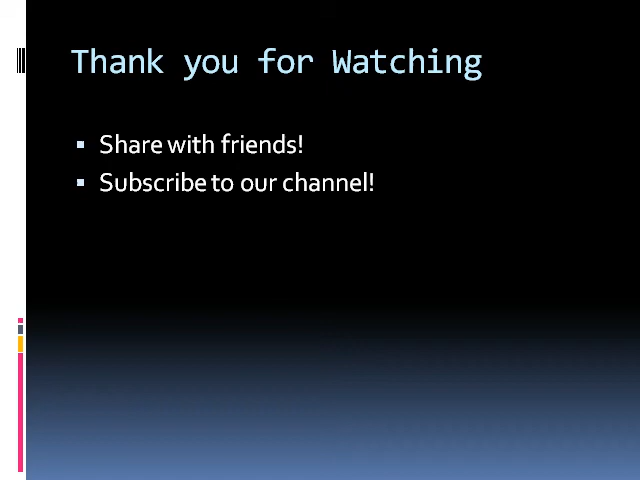 Thank you for Watching
Share with friends!
Subscribe to our channel!